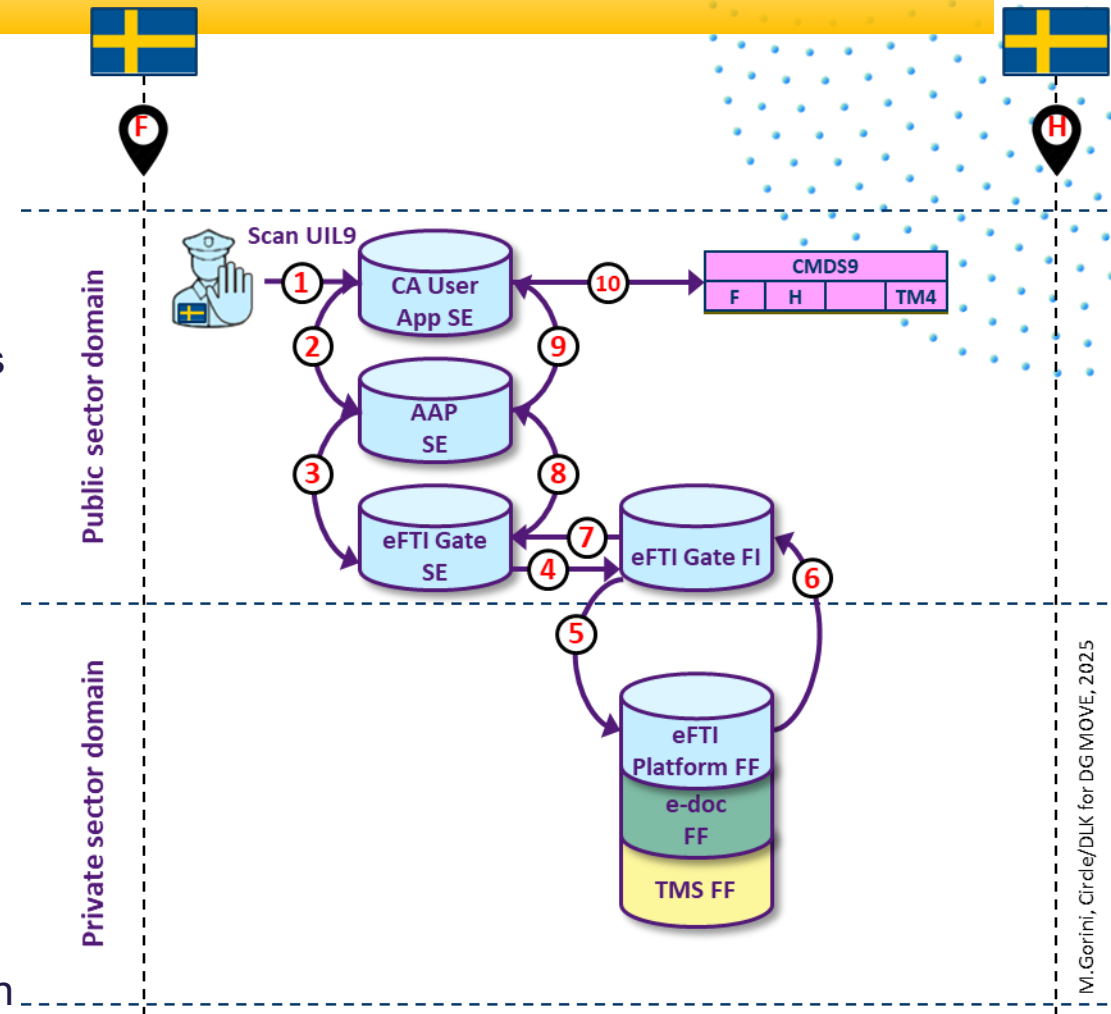 F
H
Scan UIL9
1
CA User
App SE
10
CMDS9
F H TM4
2
9
s
AAP
SE
3
8
eFTI Gate
SE
7
4
eFTI Gate FI
6
Public sector domain
5
eFTI
Platform FF
e-doc
FF
TMS FF
Private sector domain
M.Gorini, Circle/DLK for DG MOVE, 2025
n